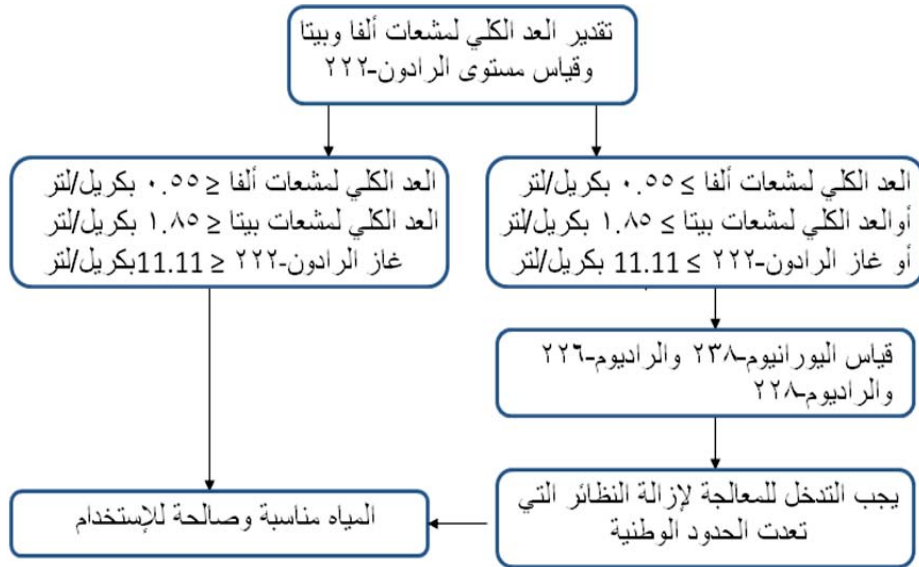 تقدير العد الكلي لمشعات ألفا وبيتا
وقياس مستوى الرادون-٢٢٢
العد الكلي لمشعات ألفا ≥ ٠.٥٥ بكريل/لتر
أوالعد الكلي لمشعات بيتا ≥ ١.٨٥ بكريل/لتر
أو غاز الرادون-٢٢٢ ≥ 11.11 بكريل/لتر
العد الكلي لمشعات ألفا ≤ ٠.٥٥ بكريل/لتر
العد الكلي لمشعات بيتا ≤ ١.٨٥ بكريل/لتر
غاز الرادون-٢٢٢ ≤ 11.11بكريل/لتر
قياس اليورانيوم-٢٣٨ والراديوم-٢٢٦
والراديوم-٢٢٨
يجب التدخل للمعالجة لإزالة النظائر التي
تعدت الحدود الوطنية
المياه مناسبة وصالحة للإستخدام